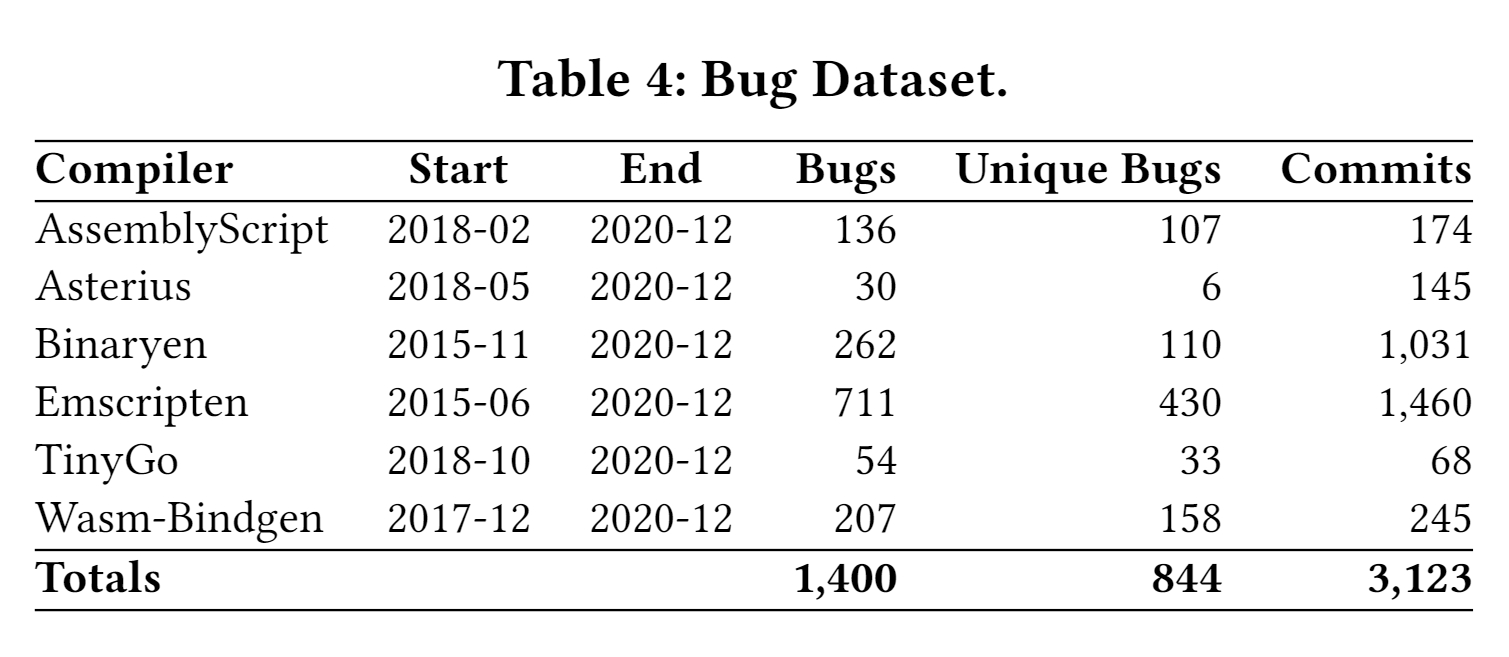 Table 4: Bug Dataset.
Compiler Start End Bugs Unique Bugs Commits
AssemblyScript 2018-02 2020-12 136 107 174
Asterius 2018-05 2020-12 30 6 145
Binaryen 2015-11 2020-12 262 110 1,031
Emscripten 2015-06 2020-12 711 430 1,460
TinyGo 2018-10 2020-12 54 33 68
Wasm-Bindgen 2017-12 2020-12 207 158 245
Totals 1,400 844 3,123